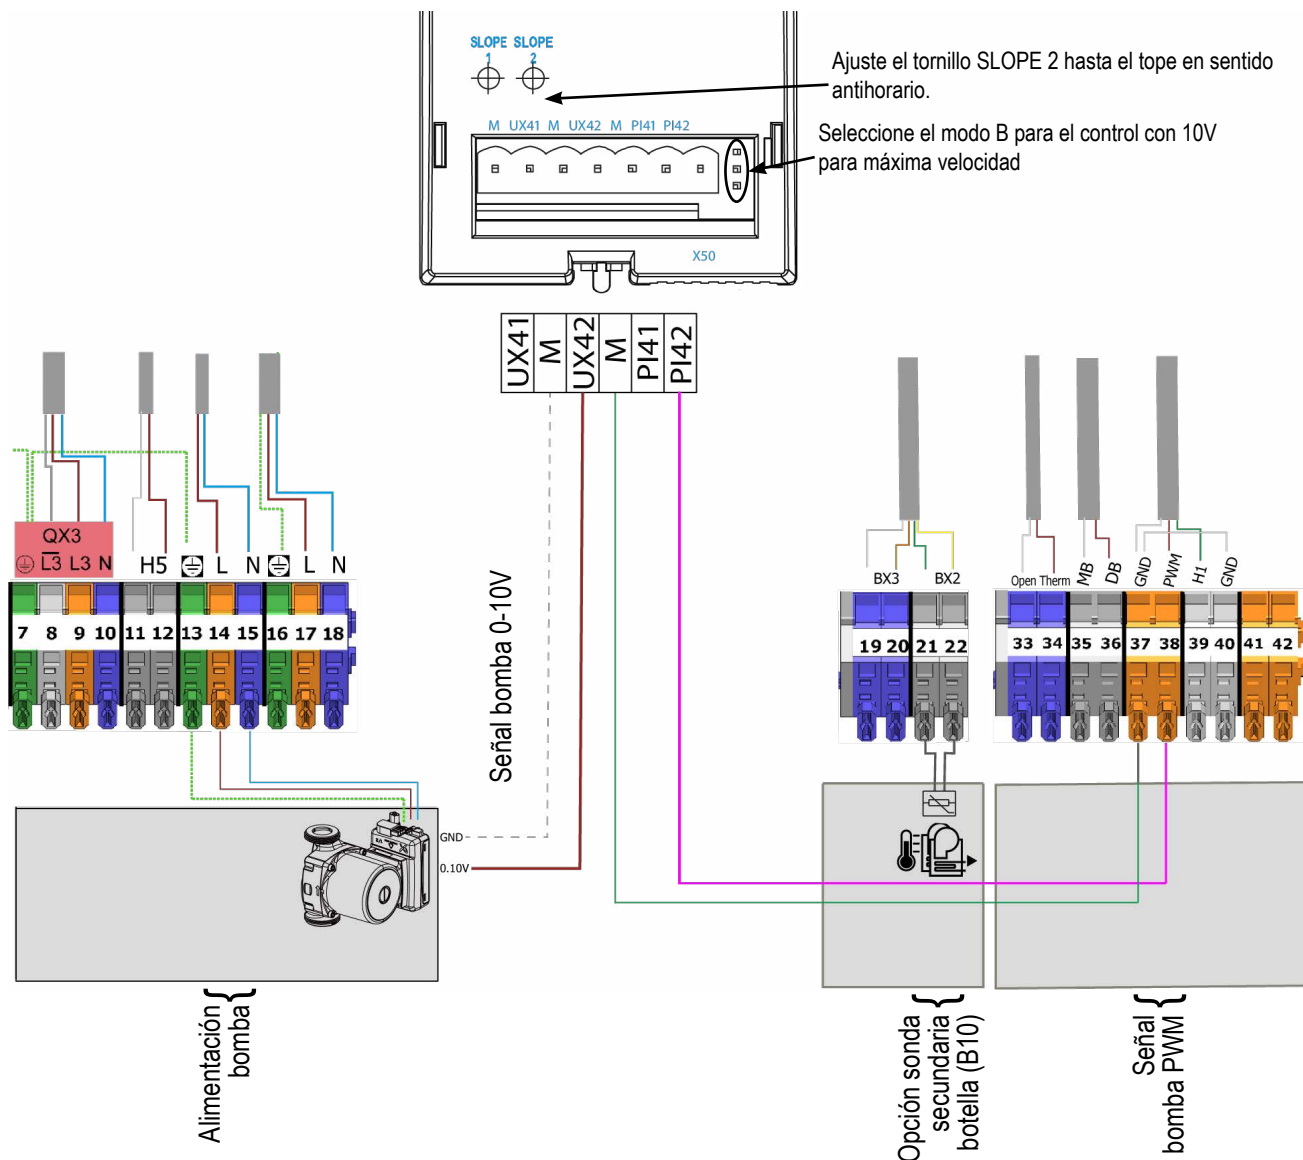 SLOPE SLOPE
1 2
Ajuste el tornillo SLOPE 2 hasta el tope en sentido
antihorario.
M UX41 M UX42 M PI41 PI42
Seleccione el modo B para el control con 10V
para máxima velocidad
X50
UX41 M UX42 M PI41 PI42
QX3
L3 L3 N H5 L N L N
7 8 9 10 11 12 13 14 15 16 17 18
BX3 BX2
Open Therm MB DB GND PWM H1 GND
19 20 21 22
33 34 35 36 37 38 39 40 41 42
Señal bomba 0-10V
GND
0.10V
Alimentación
bomba
Opción sonda
secundaria
botella (B10)
Señal
bomba PWM